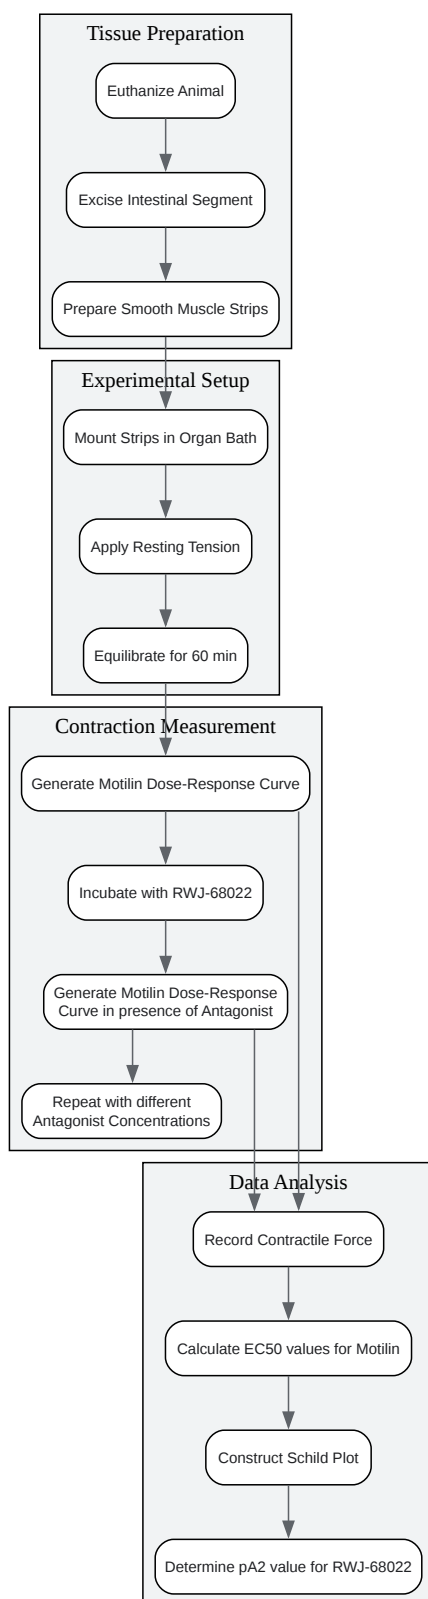 Tissue Preparation
Euthanize Animal
Excise Intestinal Segment
Prepare Smooth Muscle Strips
Experimental Setup
Mount Strips in Organ Bath
Apply Resting Tension
Equilibrate for 60 min
Contraction Measurement
Generate Motilin Dose-Response Curve
Incubate with RWJ-68022
Generate Motilin Dose-Response
Curve in presence of Antagonist
Repeat with different
Antagonist Concentrations
Data Analysis
Record Contractile Force
Calculate EC50 values for Motilin
Construct Schild Plot
Determine pA2 value for RWJ-68022